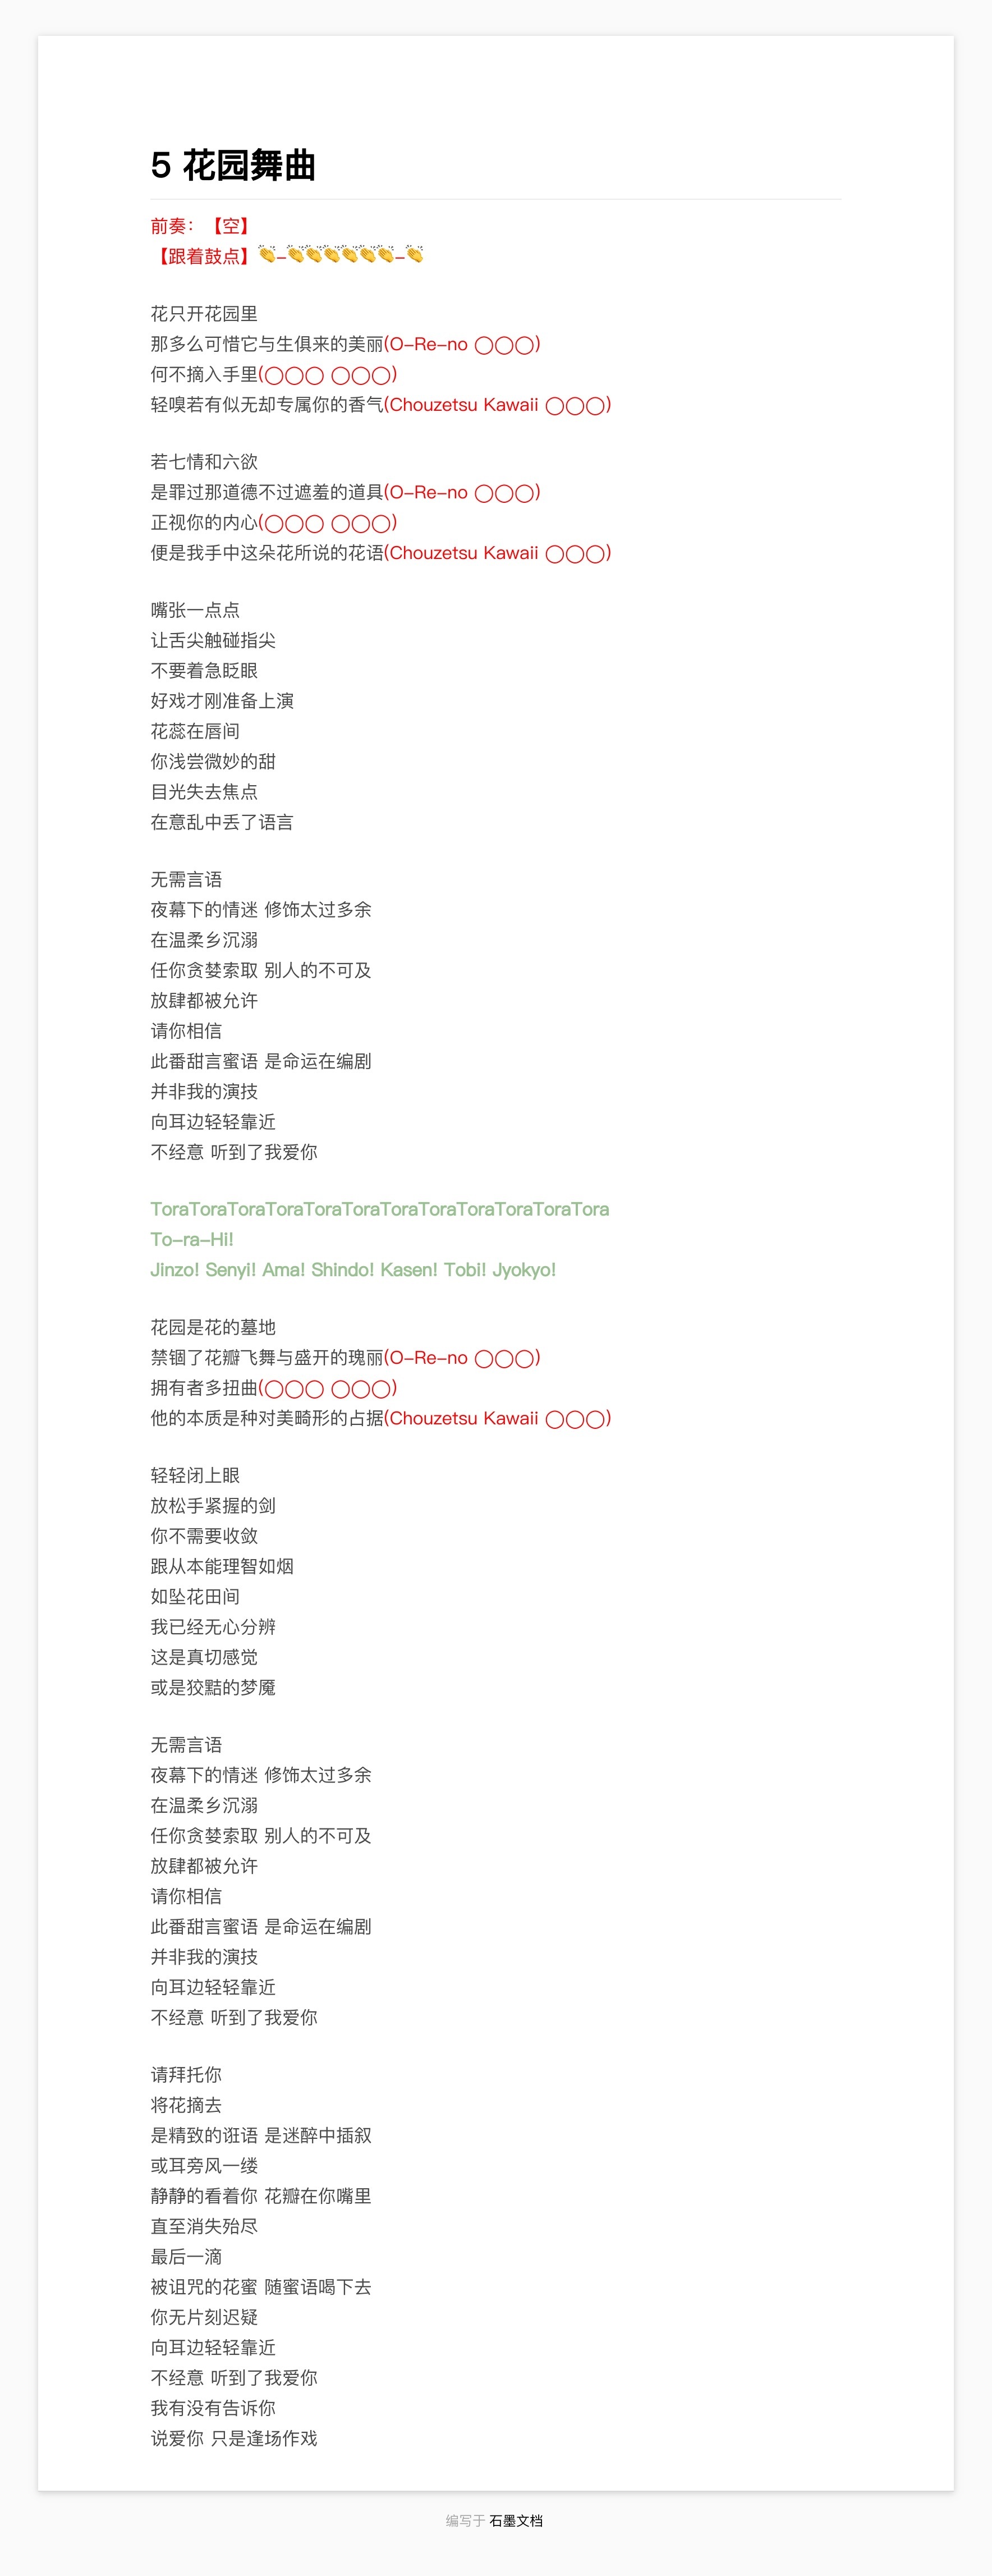 5 花园舞曲
前奏：【空】
【跟着鼓点】👏-👏👏👏👏👏👏-👏
花只开花园里
那多么可惜它与生俱来的美丽(O-Re-no ◯◯◯)
何不摘入手里(◯◯◯ ◯◯◯)
轻嗅若有似无却专属你的香气(Chouzetsu Kawaii ◯◯◯)
若七情和六欲
是罪过那道德不过遮羞的道具(O-Re-no ◯◯◯)
正视你的内心(◯◯◯ ◯◯◯)
便是我手中这朵花所说的花语(Chouzetsu Kawaii ◯◯◯)
嘴张一点点
让舌尖触碰指尖
不要着急眨眼
好戏才刚准备上演
花蕊在唇间
你浅尝微妙的甜
目光失去焦点
在意乱中丢了语言
无需言语
夜幕下的情迷 修饰太过多余
在温柔乡沉溺
任你贪婪索取 别人的不可及
放肆都被允许
请你相信
此番甜言蜜语 是命运在编剧
并非我的演技
向耳边轻轻靠近
不经意 听到了我爱你
ToraToraToraToraToraToraToraToraToraToraToraTora
To-ra-Hi!
Jinzo! Senyi! Ama! Shindo! Kasen! Tobi! Jyokyo!
花园是花的墓地
禁锢了花瓣飞舞与盛开的瑰丽(O-Re-no ◯◯◯)
拥有者多扭曲(◯◯◯ ◯◯◯)
他的本质是种对美畸形的占据(Chouzetsu Kawaii ◯◯◯)
轻轻闭上眼
放松手紧握的剑
你不需要收敛
跟从本能理智如烟
如坠花田间
我已经无心分辨
这是真切感觉
或是狡黠的梦魇
无需言语
夜幕下的情迷 修饰太过多余
在温柔乡沉溺
任你贪婪索取 别人的不可及
放肆都被允许
请你相信
此番甜言蜜语 是命运在编剧
并非我的演技
向耳边轻轻靠近
不经意 听到了我爱你
请拜托你
将花摘去
是精致的诳语 是迷醉中插叙
或耳旁风一缕
静静的看着你 花瓣在你嘴里
直至消失殆尽
最后一滴
被诅咒的花蜜 随蜜语喝下去
你无片刻迟疑
向耳边轻轻靠近
不经意 听到了我爱你
我有没有告诉你
说爱你 只是逢场作戏
编写于 石墨文档